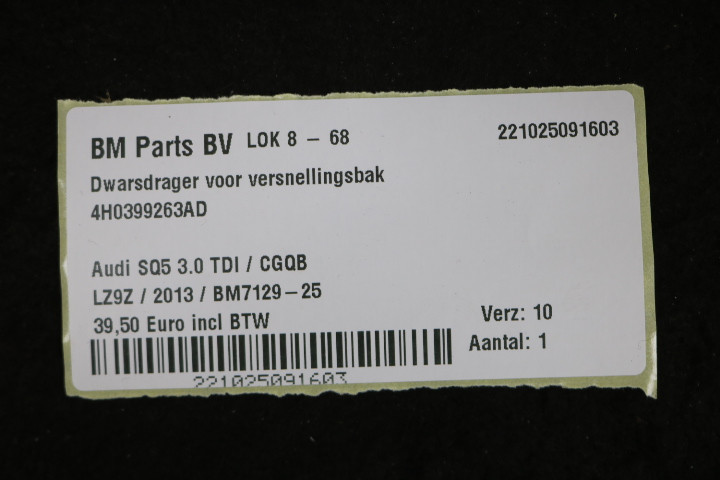 BM Parts BV LOK 8 - 68
221025091603
Dwarsdrager voor versnellingsbak
4H0399263AD
Audi SQ5 3.0 TDI / CGQB
LZ9Z / 2013 / BM7129-25
39,50 Euro incl BTW
Verz: 10
Aantal: 1
221025091603